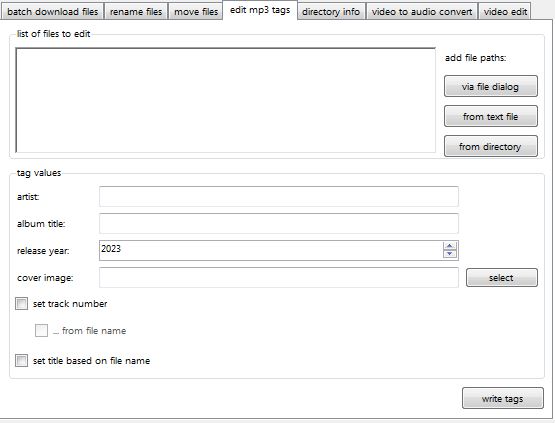 batch download files rename files move files edit mp3 tags directory info video to audio convert video edit
list of files to edit
add file paths:
via file dialog
from text file
from directory
tag values
artist:
album title:
release year: 2023
cover image: select
set track number
... from file name
set title based on file name
write tags